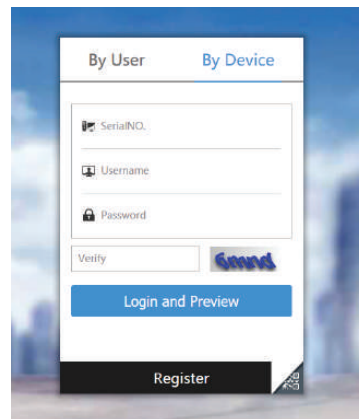 By User By Device
SerialNO.
Username
Password
Verify
Login and Preview
Register